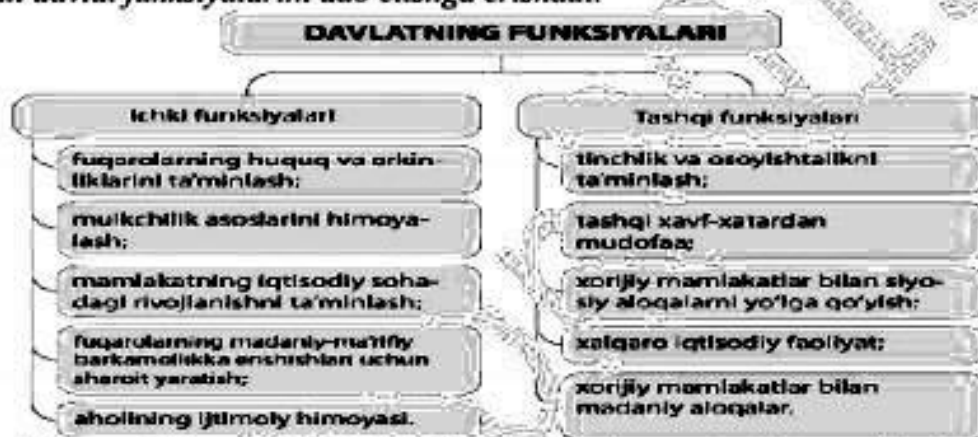 DAVLATNING FUNKSIYALARI
Ichki funksiyalari
fuqarolarning huquq va erkin-
liklarini ta'minlash;
mulkchilik asoslarini himoya-
lash;
mamlakatning iqtisodiy soha-
dagi rivojlanishni ta'minlash;
fuqarolarning madaniy-ma'rifiy
barkamollikka erishishlari uchun
sharoit yaratish;
aholining ijtimoiy himoyasi.
Tashqi funksiyalari
tinchlik va osoyishtalikni
ta'minlash;
tashqi xavf-xatardan
mudofaa;
xorijiy mamlakatlar bilan siyo-
siy aloqalarni yo'lga qo'yish;
xalqaro iqtisodiy faoliyat;
xorijiy mamlakatlar bilan
madaniy aloqalar.